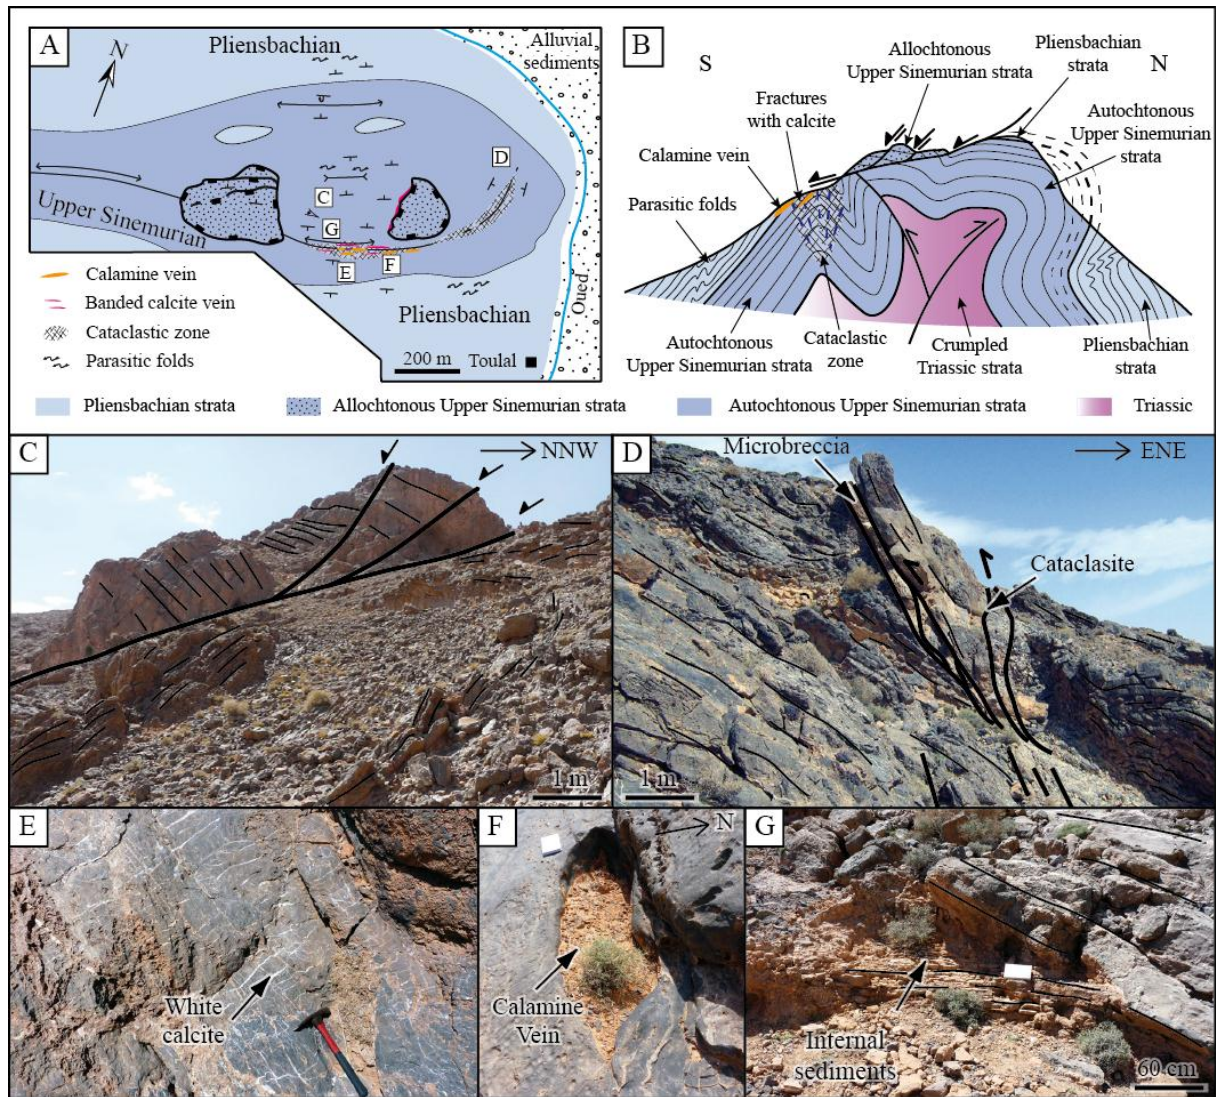 A
N
Pliensbachian
Alluvial
sediments
Upper Sinemurian
C
D
G
E
F
Calamine vein
Banded calcite vein
Cataclastic zone
Parasitic folds
Pliensbachian
200 m
Toulal
Oued
B
S
N
Allochtonous
Upper Sinemurian strata
Pliensbachian
strata
Fractures
with calcite
Autochtonous
Upper Sinemurian
strata
Calamine vein
Parasitic folds
Autochtonous
Upper Sinemurian strata
Cataclastic
zone
Crumpled
Triassic strata
Pliensbachian
strata
Pliensbachian strata
Allochtonous Upper Sinemurian strata
Autochtonous Upper Sinemurian strata
Triassic
C
NNW
1 m
D
Microbreccia
ENE
Cataclasite
1 m
E
White
calcite
F
N
Calamine
Vein
G
Internal
sediments
60 cm